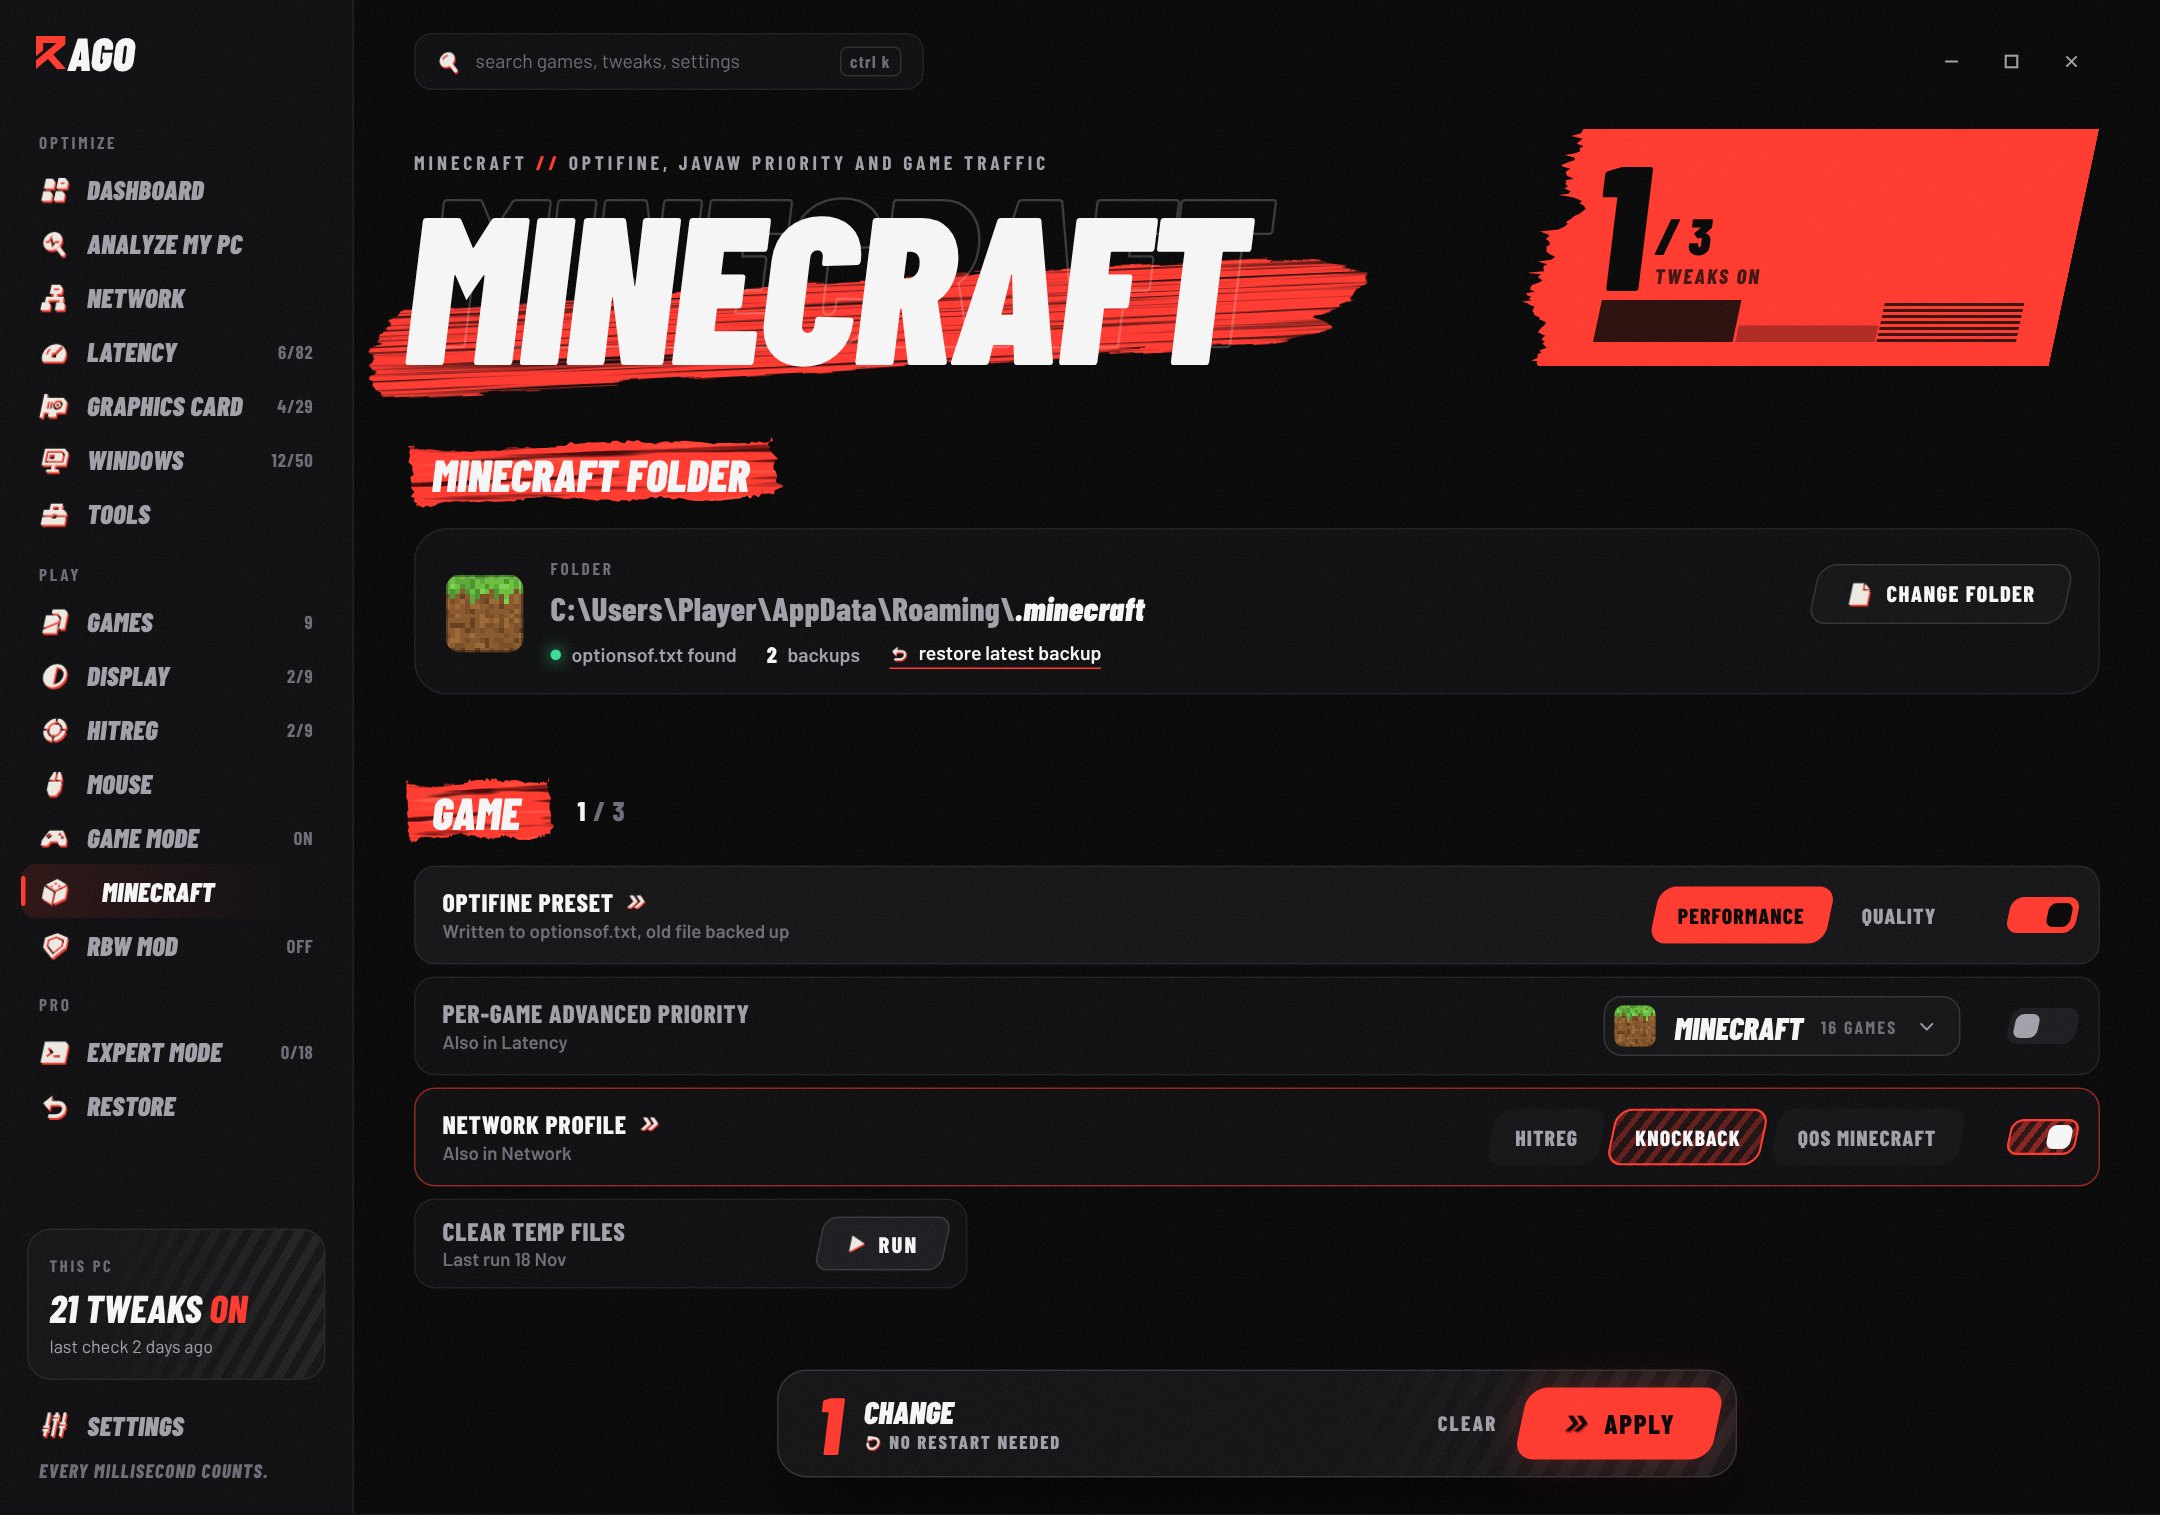 RAGO
OPTIMIZE
DASHBOARD
ANALYZE MY PC
NETWORK
LATENCY 6/82
GRAPHICS CARD 4/29
WINDOWS 12/50
TOOLS
PLAY
GAMES 9
DISPLAY 2/9
HITREG 2/9
MOUSE
GAME MODE ON
MINECRAFT
RBW MOD OFF
PRO
EXPERT MODE 0/18
RESTORE
THIS PC
21 TWEAKS ON
last check 2 days ago
SETTINGS
EVERY MILLISECOND COUNTS.
search games, tweaks, settings ctrl k
MINECRAFT // OPTIFINE, JAVAW PRIORITY AND GAME TRAFFIC
MINECRAFT
1 / 3
TWEAKS ON
MINECRAFT FOLDER
FOLDER
C:\Users\Player\AppData\Roaming\.minecraft
optionsof.txt found 2 backups restore latest backup
CHANGE FOLDER
GAME 1 / 3
OPTIFINE PRESET
Written to optionsof.txt, old file backed up
PERFORMANCE QUALITY
PER-GAME ADVANCED PRIORITY
Also in Latency
MINECRAFT 16 GAMES
NETWORK PROFILE
Also in Network
HITREG KNOCKBACK QOS MINECRAFT
CLEAR TEMP FILES
Last run 18 Nov
RUN
1 CHANGE
NO RESTART NEEDED
CLEAR APPLY